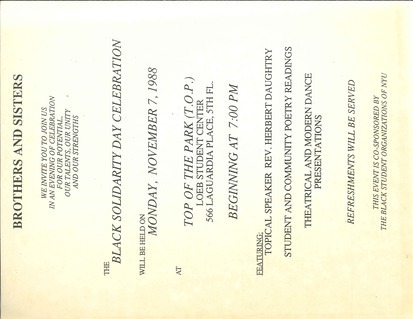 BROTHERS AND SISTERS
WE INVITE YOU TO JOIN US
IN AN EVENING OF CELEBRATION
FOR OUR POTENTIAL,
OUR TALENTS, OUR UNITY
AND OUR STRENGTHS
THE
BLACK SOLIDARITY DAY CELEBRATION
WILL BE HELD ON
MONDAY, NOVEMBER 7, 1988
AT
TOP OF THE PARK (T.O.P.)
LOEB STUDENT CENTER
566 LAGUARDIA PLACE, 5TH FL.
BEGINNING AT 7:00 PM
FEATURING:
TOPICAL SPEAKER REV. HERBERT DAUGHTRY
STUDENT AND COMMUNITY POETRY READINGS
THEATRICAL AND MODERN DANCE
PRESENTATIONS
REFRESHMENTS WILL BE SERVED
THIS EVENT IS CO-SPONSORED BY
THE BLACK STUDENT ORGANIZATIONS OF NYU